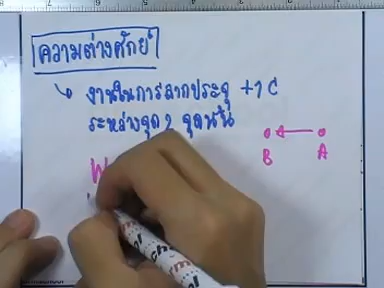 ความต่างศักย์
งานในการลากประจุ +1 C
ระหว่างจุด 2 จุดนั้น
B A
W